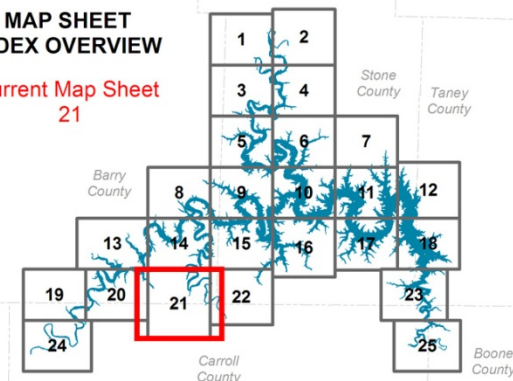 MAP SHEET
DEX OVERVIEW
rrent Map Sheet
21
1 2
Stone
County
Taney
County
3 4
5 6 7
Barry
County
8 9 10 11 12
13 14 15 16 17 18
19 20 21 22 23
24 25
Carroll
County
Boone
County